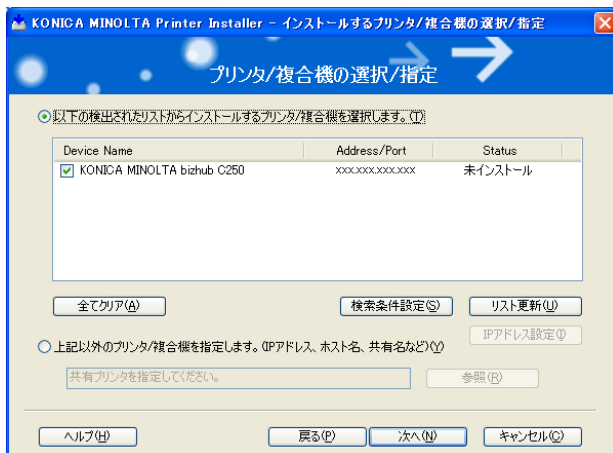 KONICA MINOLTA Printer Installer - インストールするプリンタ/複合機の選択/指定
プリンタ/複合機の選択/指定
以下の検出されたリストからインストールするプリンタ/複合機を選択します。(T)
Device Name Address/Port Status
KONICA MINOLTA bizhub C250 xxx.xxx.xxx.xxx 未インストール
全てクリア(A) 検索条件設定(S) リスト更新(U)
IPアドレス設定(I)
上記以外のプリンタ/複合機を指定します。(IPアドレス、ホスト名、共有名など)(Y)
共有プリンタを指定してください。 参照(R)
ヘルプ(H) 戻る(P) 次へ(N) キャンセル(C)